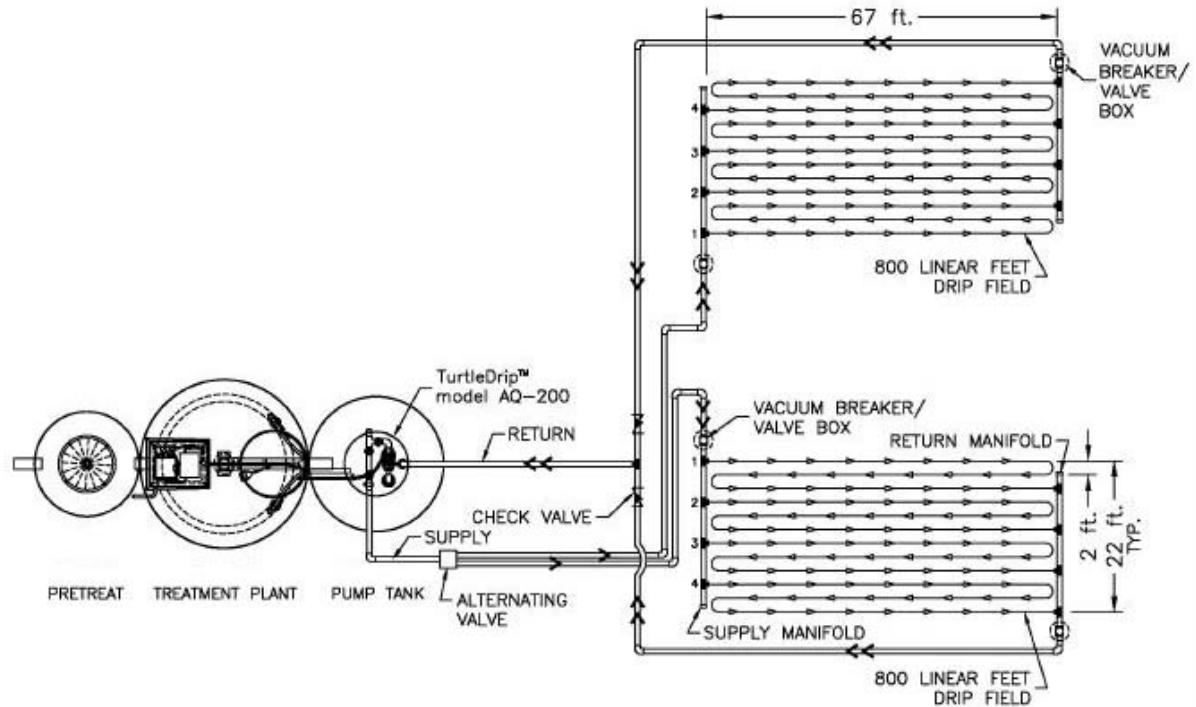 67 ft.
VACUUM
BREAKER/
VALVE
BOX
4
3
2
1
800 LINEAR FEET
DRIP FIELD
TurtleDrip™
model AQ-200
RETURN
VACUUM BREAKER/
VALVE BOX
RETURN MANIFOLD
1
2
3
4
2 ft.
22 ft.
TYP.
CHECK VALVE
SUPPLY
PRETREAT
TREATMENT PLANT
PUMP TANK
ALTERNATING
VALVE
SUPPLY MANIFOLD
800 LINEAR FEET
DRIP FIELD